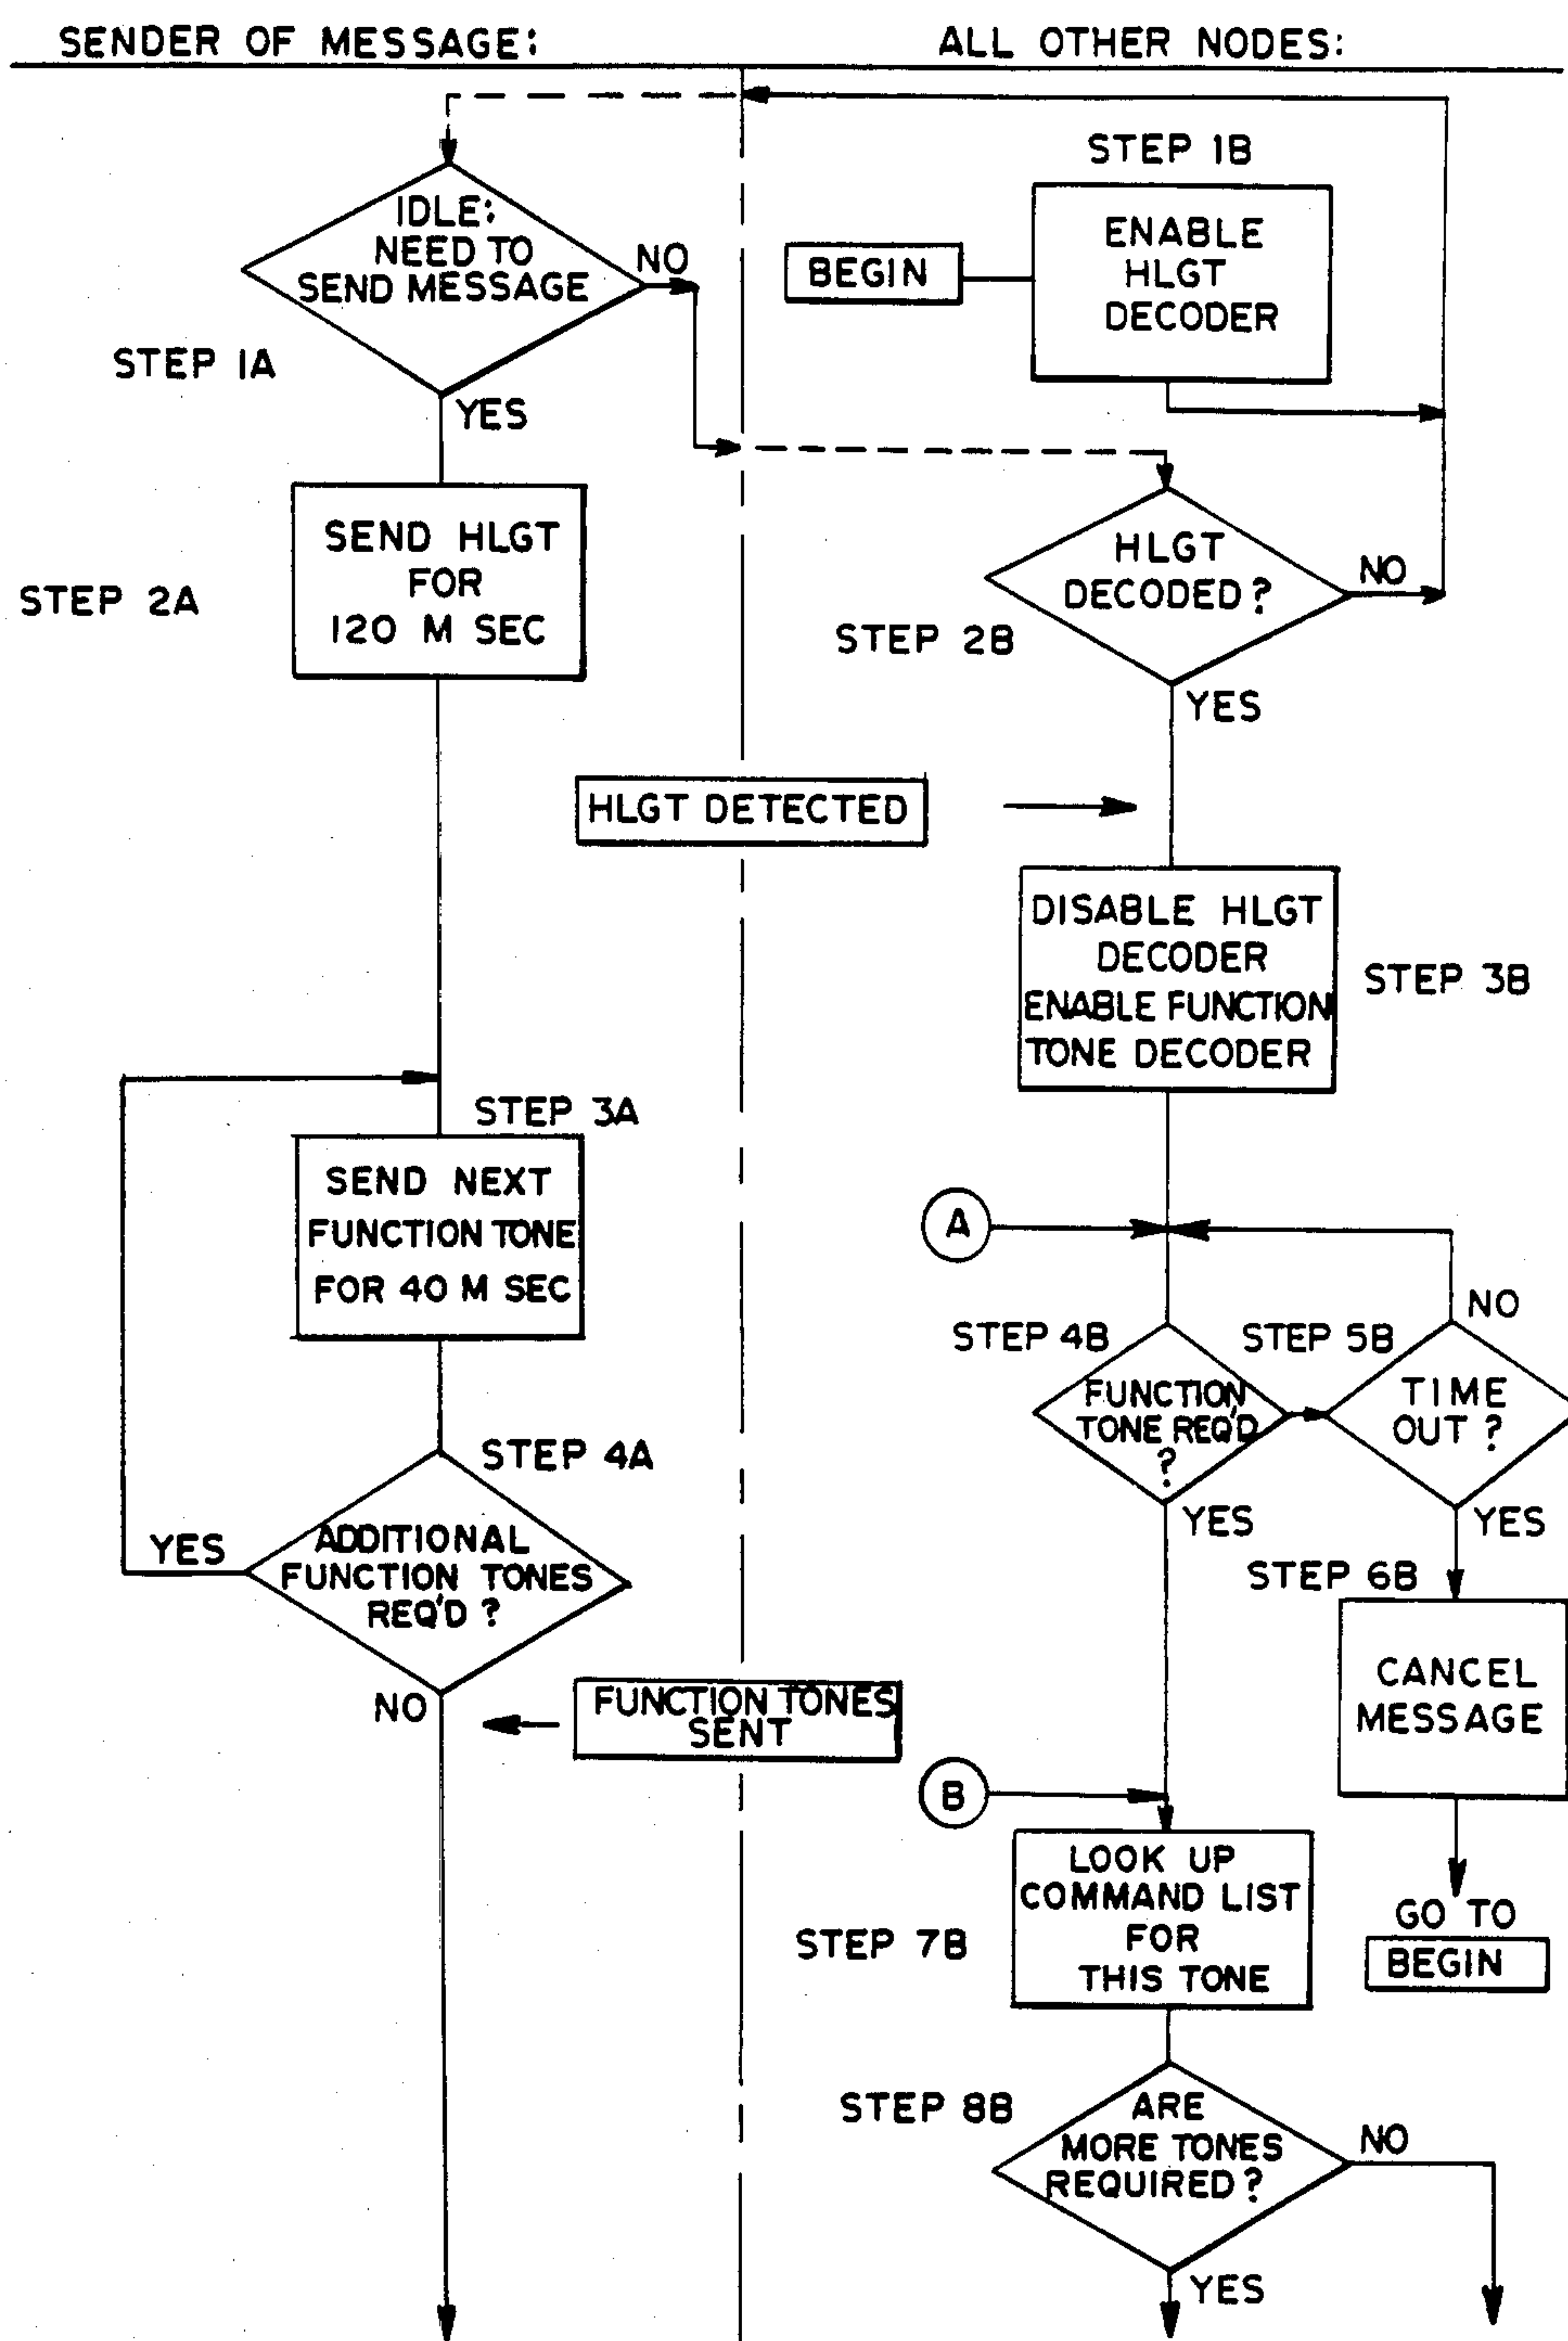 SENDER OF MESSAGE:
ALL OTHER NODES:
IDLE:
NEED TO
SEND MESSAGE
NO
STEP 1A
YES
SEND HLGT
FOR
120 M SEC
STEP 2A
STEP 3A
SEND NEXT
FUNCTION TONE
FOR 40 M SEC
STEP 4A
ADDITIONAL
FUNCTION TONES
REQ'D ?
YES
NO
FUNCTION TONES
SENT
STEP 1B
BEGIN
ENABLE
HLGT
DECODER
HLGT
DECODED ?
NO
STEP 2B
YES
HLGT DETECTED
DISABLE HLGT
DECODER
ENABLE FUNCTION
TONE DECODER
STEP 3B
A
NO
STEP 4B
STEP 5B
FUNCTION
TONE REQ'D
?
TIME
OUT ?
YES
YES
STEP 6B
CANCEL
MESSAGE
GO TO
BEGIN
B
LOOK UP
COMMAND LIST
FOR
THIS TONE
STEP 7B
STEP 8B
ARE
MORE TONES
REQUIRED ?
NO
YES